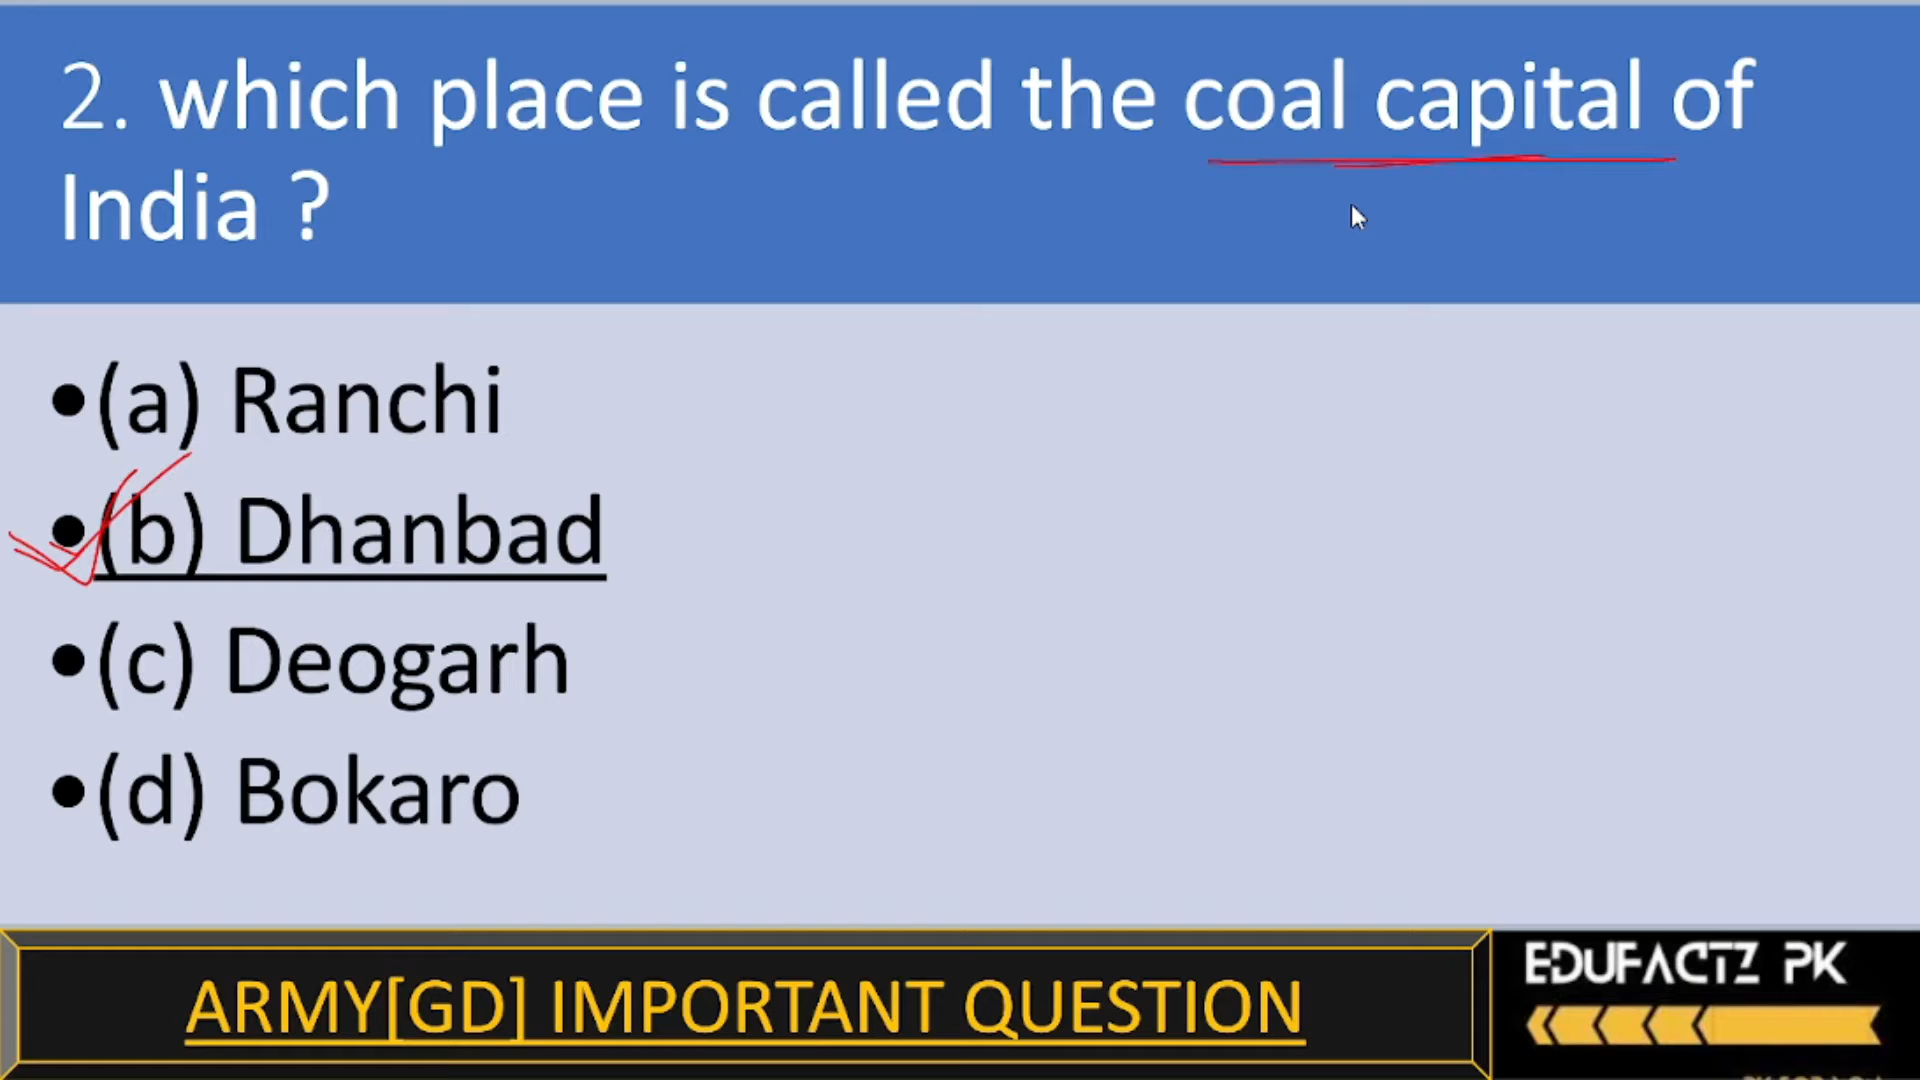 2. which place is called the coal capital of
India ?
•(a) Ranchi
•(b) Dhanbad
•(c) Deogarh
•(d) Bokaro
ARMY[GD] IMPORTANT QUESTION
EDUFACTZ PK